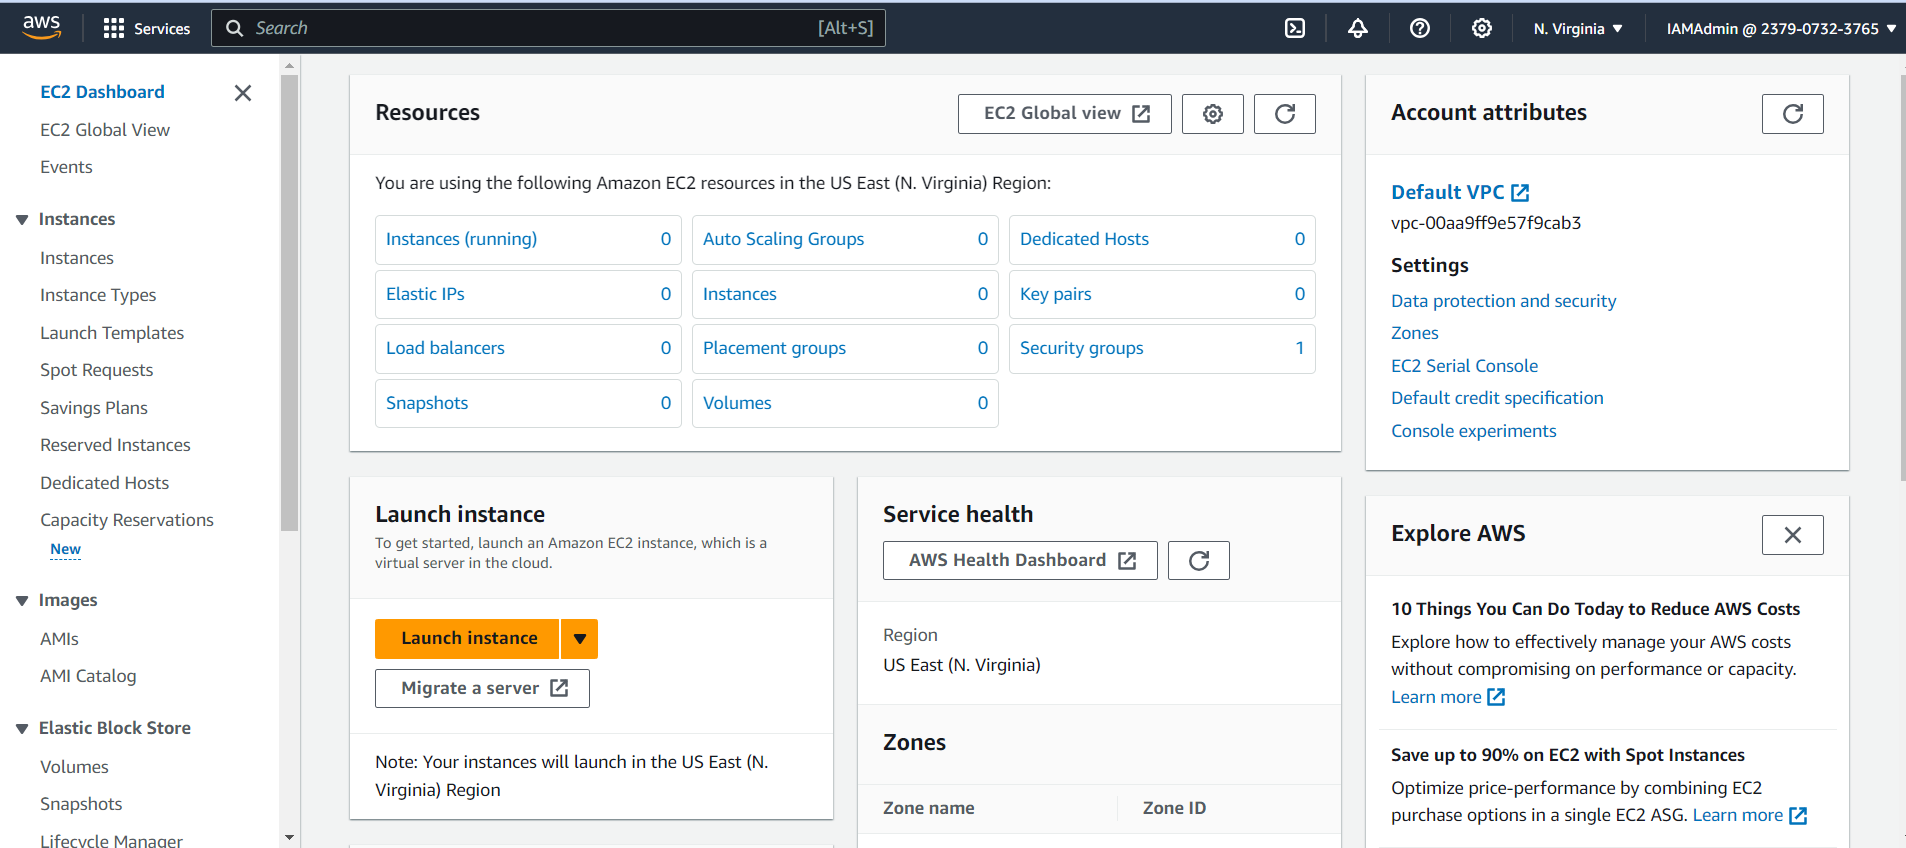 aws
Services
Search
[Alt+S]
N. Virginia
IAMAdmin @ 2379-0732-3765
EC2 Dashboard
EC2 Global View
Events
Instances
Instances
Instance Types
Launch Templates
Spot Requests
Savings Plans
Reserved Instances
Dedicated Hosts
Capacity Reservations
New
Images
AMIs
AMI Catalog
Elastic Block Store
Volumes
Snapshots
Lifecycle Manager
Resources
EC2 Global view
You are using the following Amazon EC2 resources in the US East (N. Virginia) Region:
Instances (running) 0
Auto Scaling Groups 0
Dedicated Hosts 0
Elastic IPs 0
Instances 0
Key pairs 0
Load balancers 0
Placement groups 0
Security groups 1
Snapshots 0
Volumes 0
Launch instance
To get started, launch an Amazon EC2 instance, which is a
virtual server in the cloud.
Launch instance
Migrate a server
Note: Your instances will launch in the US East (N.
Virginia) Region
Service health
AWS Health Dashboard
Region
US East (N. Virginia)
Zones
Zone name
Zone ID
Account attributes
Default VPC
vpc-00aa9ff9e57f9cab3
Settings
Data protection and security
Zones
EC2 Serial Console
Default credit specification
Console experiments
Explore AWS
10 Things You Can Do Today to Reduce AWS Costs
Explore how to effectively manage your AWS costs
without compromising on performance or capacity.
Learn more
Save up to 90% on EC2 with Spot Instances
Optimize price-performance by combining EC2
purchase options in a single EC2 ASG. Learn more